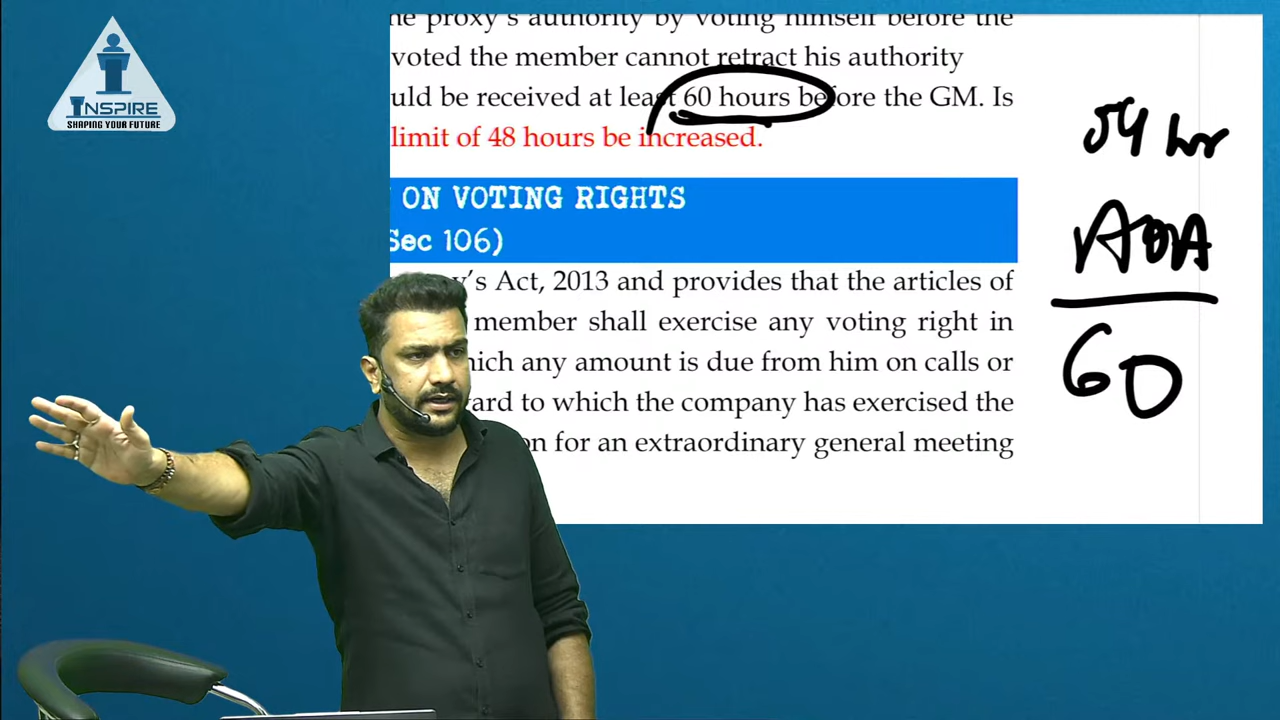 INSPIRE
SHAPING YOUR FUTURE
he proxy's authority by voting himself before the
voted the member cannot retract his authority
uld be received at least 60 hours before the GM. Is
limit of 48 hours be increased.
ON VOTING RIGHTS
Sec 106)
y's Act, 2013 and provides that the articles of
member shall exercise any voting right in
hich any amount is due from him on calls or
ard to which the company has exercised the
on for an extraordinary general meeting
54 hr
AOA
60